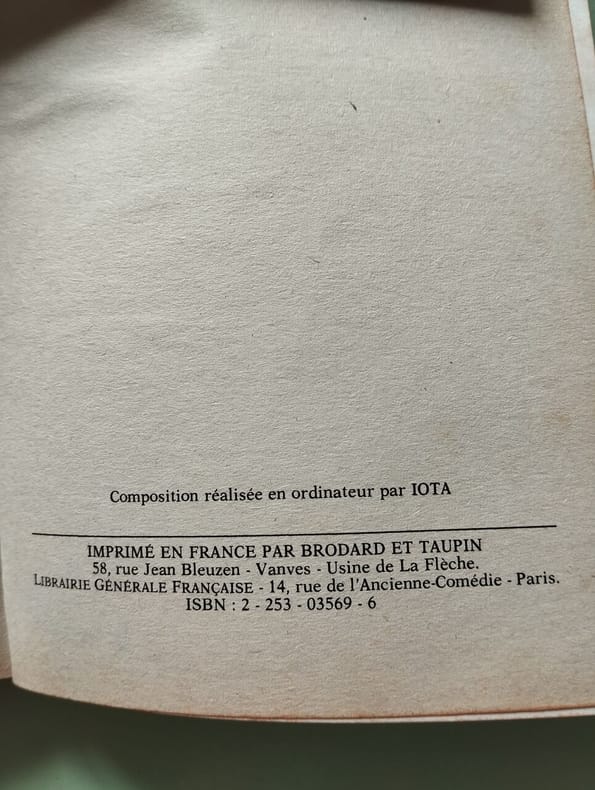 Composition réalisée en ordinateur par IOTA
IMPRIMÉ EN FRANCE PAR BRODARD ET TAUPIN
58, rue Jean Bleuzen - Vanves - Usine de La Flèche.
LIBRAIRIE GÉNÉRALE FRANÇAISE - 14, rue de l'Ancienne-Comédie - Paris.
ISBN : 2 - 253 - 03569 - 6